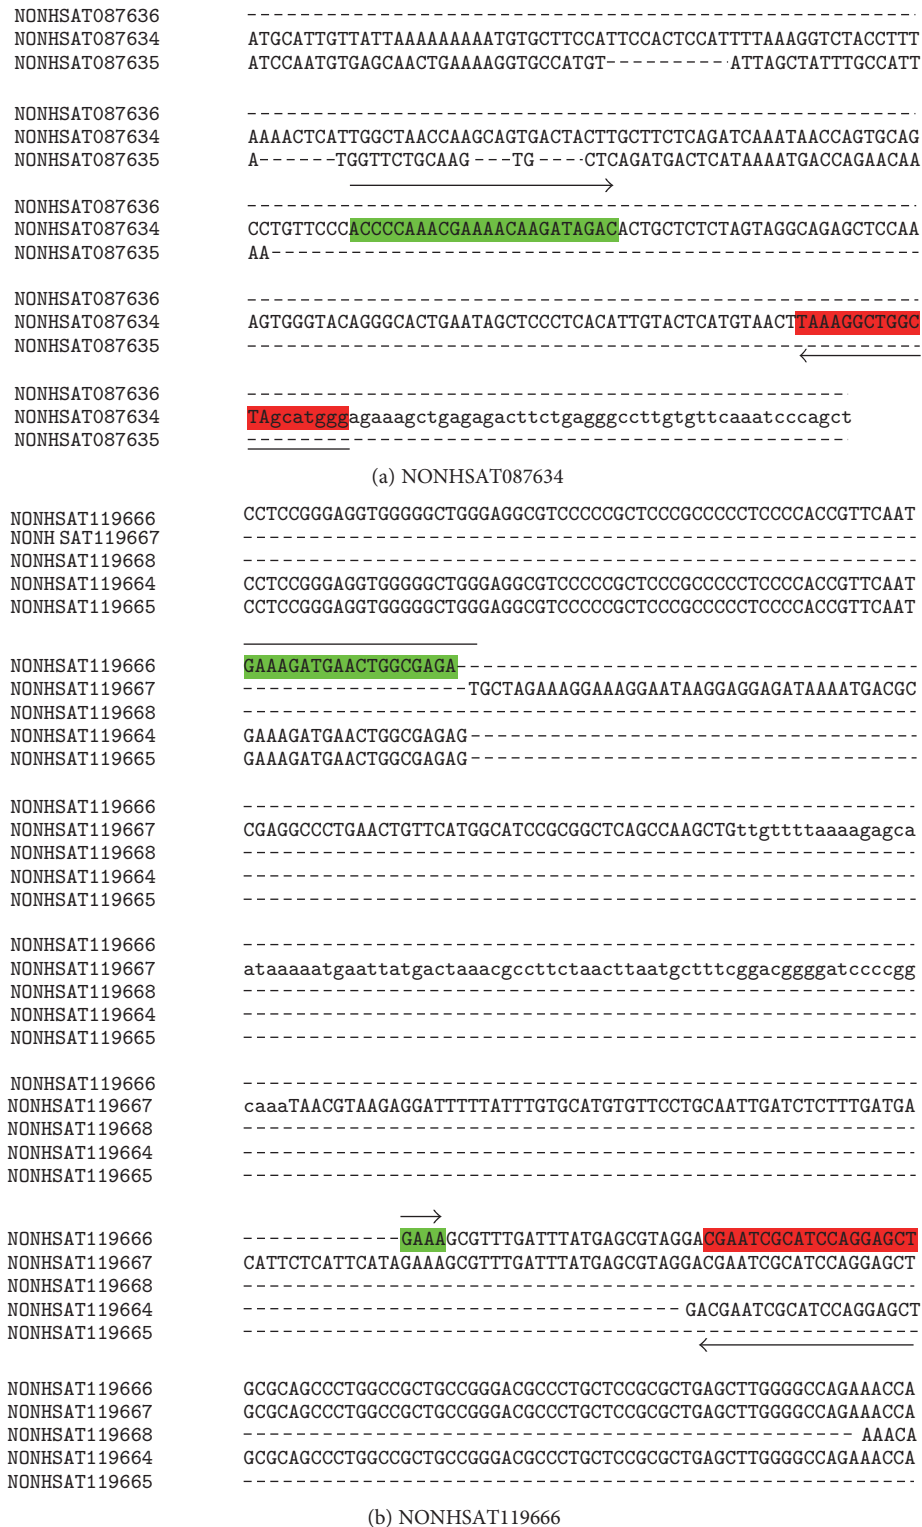 NONHSAT087636 ------------------------------------------------------------
NONHSAT087634 ATGCATTGTTATTAAAAAAAAATGTGCTTCCATTCCACTCCATTTTAAAGGTCTACCTTT
NONHSAT087635 ATCCAATGTGAGCAACTGAAAAGGTGCCATGT-----------ATTAGCTATTTGCCATT
NONHSAT087636 ------------------------------------------------------------
NONHSAT087634 AAAACTCATTGGCTAACCAAGCAGTGACTACTTGCTTCTCAGATCAAATAACCAGTGCAG
NONHSAT087635 A-------TGGTTCTGCAAG---TG----CTCAGATGACTCATAAAATGACCAGAACAA
NONHSAT087636 ------------------------------------------------------------
NONHSAT087634 CCTGTTCCCACCCCAAACGAAAACAAGATAGACACTGCTCTCTAGTAGGCAGAGCTCCAA
NONHSAT087635 AA----------------------------------------------------------
NONHSAT087636 ------------------------------------------------------------
NONHSAT087634 AGTGGGTACAGGGCACTGAATAGCTCCCTCACATTGTACTCATGTAACTTAAAGGCTGGC
NONHSAT087635 ------------------------------------------------------------
NONHSAT087636 ------------------------------------------------------
NONHSAT087634 TAgcatgggagaaagctgagagacttctgagggccttgtgttcaaatcccagct
NONHSAT087635 ------------------------------------------------------
(a) NONHSAT087634
NONHSAT119666 CCTCCGGGAGGTGGGGGCTGGGAGGCGTCCCCCGCTCCCGCCCCCTCCCCACCGTTCAAT
NONHSAT119667 ------------------------------------------------------------
NONHSAT119668 ------------------------------------------------------------
NONHSAT119664 CCTCCGGGAGGTGGGGGCTGGGAGGCGTCCCCCGCTCCCGCCCCCTCCCCACCGTTCAAT
NONHSAT119665 CCTCCGGGAGGTGGGGGCTGGGAGGCGTCCCCCGCTCCCGCCCCCTCCCCACCGTTCAAT
NONHSAT119666 GAAAGATGAACTGGCGAGA-----------------------------------------
NONHSAT119667 --------------------TGCTAGAAAGGAAAGGAATAAGGAGGAGATAAAATGACGC
NONHSAT119668 ------------------------------------------------------------
NONHSAT119664 GAAAGATGAACTGGCGAGAG----------------------------------------
NONHSAT119665 GAAAGATGAACTGGCGAGAG----------------------------------------
NONHSAT119666 ------------------------------------------------------------
NONHSAT119667 CGAGGCCCTGAACTGTTCATGGCATCCGCGGCTCAGCCAAGCTGttgttttaaaagagca
NONHSAT119668 ------------------------------------------------------------
NONHSAT119664 ------------------------------------------------------------
NONHSAT119665 ------------------------------------------------------------
NONHSAT119666 ------------------------------------------------------------
NONHSAT119667 ataaaaatgaattatgactaaacgccttctaacttaatgctttcggacggggatccccgg
NONHSAT119668 ------------------------------------------------------------
NONHSAT119664 ------------------------------------------------------------
NONHSAT119665 ------------------------------------------------------------
NONHSAT119666 ------------------------------------------------------------
NONHSAT119667 caaaTAACGTAAGAGGATTTTTATTTGTGCATGTGTTCCTGCAATTGATCTCTTTGATGA
NONHSAT119668 ------------------------------------------------------------
NONHSAT119664 ------------------------------------------------------------
NONHSAT119665 ------------------------------------------------------------
NONHSAT119666 --------------GAAAGCGTTTGATTTATGAGCGTAGGACGAATCGCATCCAGGAGCT
NONHSAT119667 CATTCTCATTCATAGAAAGCGTTTGATTTATGAGCGTAGGACGAATCGCATCCAGGAGCT
NONHSAT119668 ------------------------------------------------------------
NONHSAT119664 ---------------------------------------GACGAATCGCATCCAGGAGCT
NONHSAT119665 ------------------------------------------------------------
NONHSAT119666 GCGCAGCCCTGGCCGCTGCCGGGACGCCCTGCTCCGCGCTGAGCTTGGGGCCAGAAACCA
NONHSAT119667 GCGCAGCCCTGGCCGCTGCCGGGACGCCCTGCTCCGCGCTGAGCTTGGGGCCAGAAACCA
NONHSAT119668 -------------------------------------------------------AAACA
NONHSAT119664 GCGCAGCCCTGGCCGCTGCCGGGACGCCCTGCTCCGCGCTGAGCTTGGGGCCAGAAACCA
NONHSAT119665 ------------------------------------------------------------
(b) NONHSAT119666